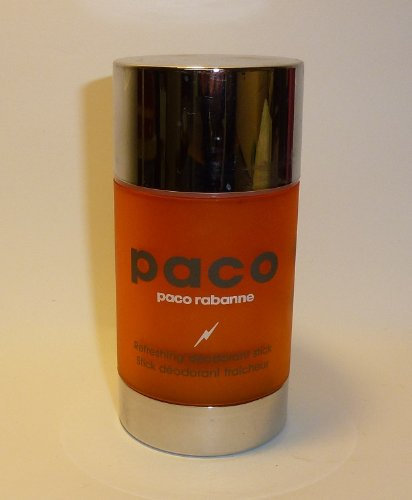 paco
paco rabanne
Refreshing deodorant stick
Stick déodorant fraîcheur